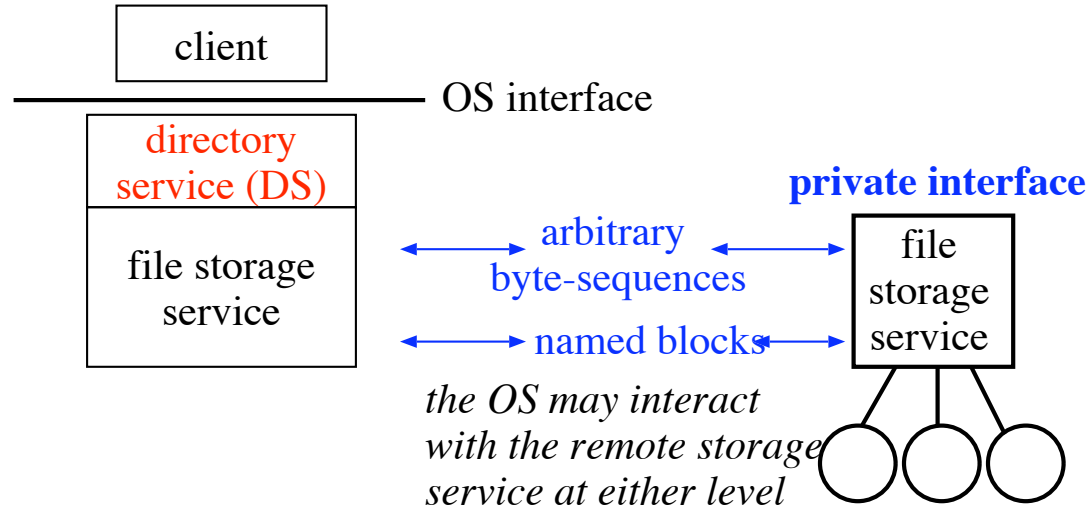 client
OS interface
directory
service (DS)
private interface
file storage
service
arbitrary
byte-sequences
named blocks
file
storage
service
the OS may interact
with the remote storage
service at either level